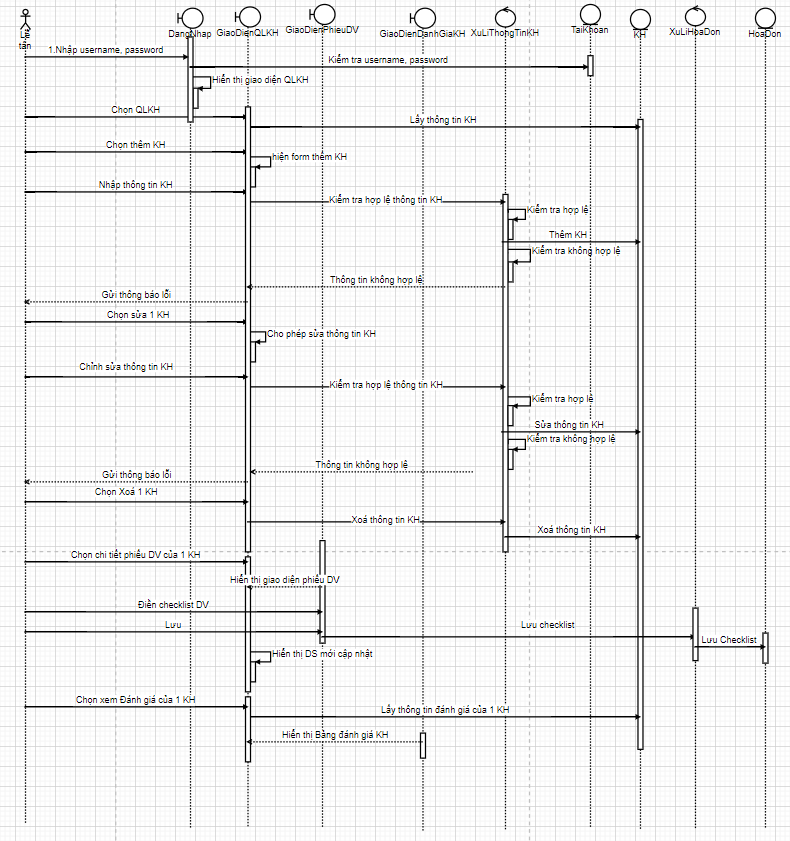 Lễ tân
DangNhap
GiaoDienQLKH
GiaoDienPhieuDV
GiaoDienDanhGiaKH
XuLiThongTinKH
TaiKhoan
KH
XuLiHoaDon
HoaDon
1.Nhập username, password
Kiểm tra username, password
Hiển thị giao diện QLKH
Chọn QLKH
Lấy thông tin KH
Chọn thêm KH
hiện form thêm KH
Nhập thông tin KH
Kiểm tra hợp lệ thông tin KH
Kiểm tra hợp lệ
Thêm KH
Kiểm tra không hợp lệ
Thông tin không hợp lệ
Gửi thông báo lỗi
Chọn sửa 1 KH
Cho phép sửa thông tin KH
Chỉnh sửa thông tin KH
Kiểm tra hợp lệ thông tin KH
Kiểm tra hợp lệ
Sửa thông tin KH
Kiểm tra không hợp lệ
Thông tin không hợp lệ
Gửi thông báo lỗi
Chọn Xoá 1 KH
Xoá thông tin KH
Xoá thông tin KH
Chọn chi tiết phiếu DV của 1 KH
Hiển thị giao diện phiếu DV
Điền checklist DV
Lưu
Lưu checklist
Lưu Checklist
Hiển thị DS mới cập nhật
Chọn xem Đánh giá của 1 KH
Lấy thông tin đánh giá của 1 KH
Hiển thị Bảng đánh giá KH